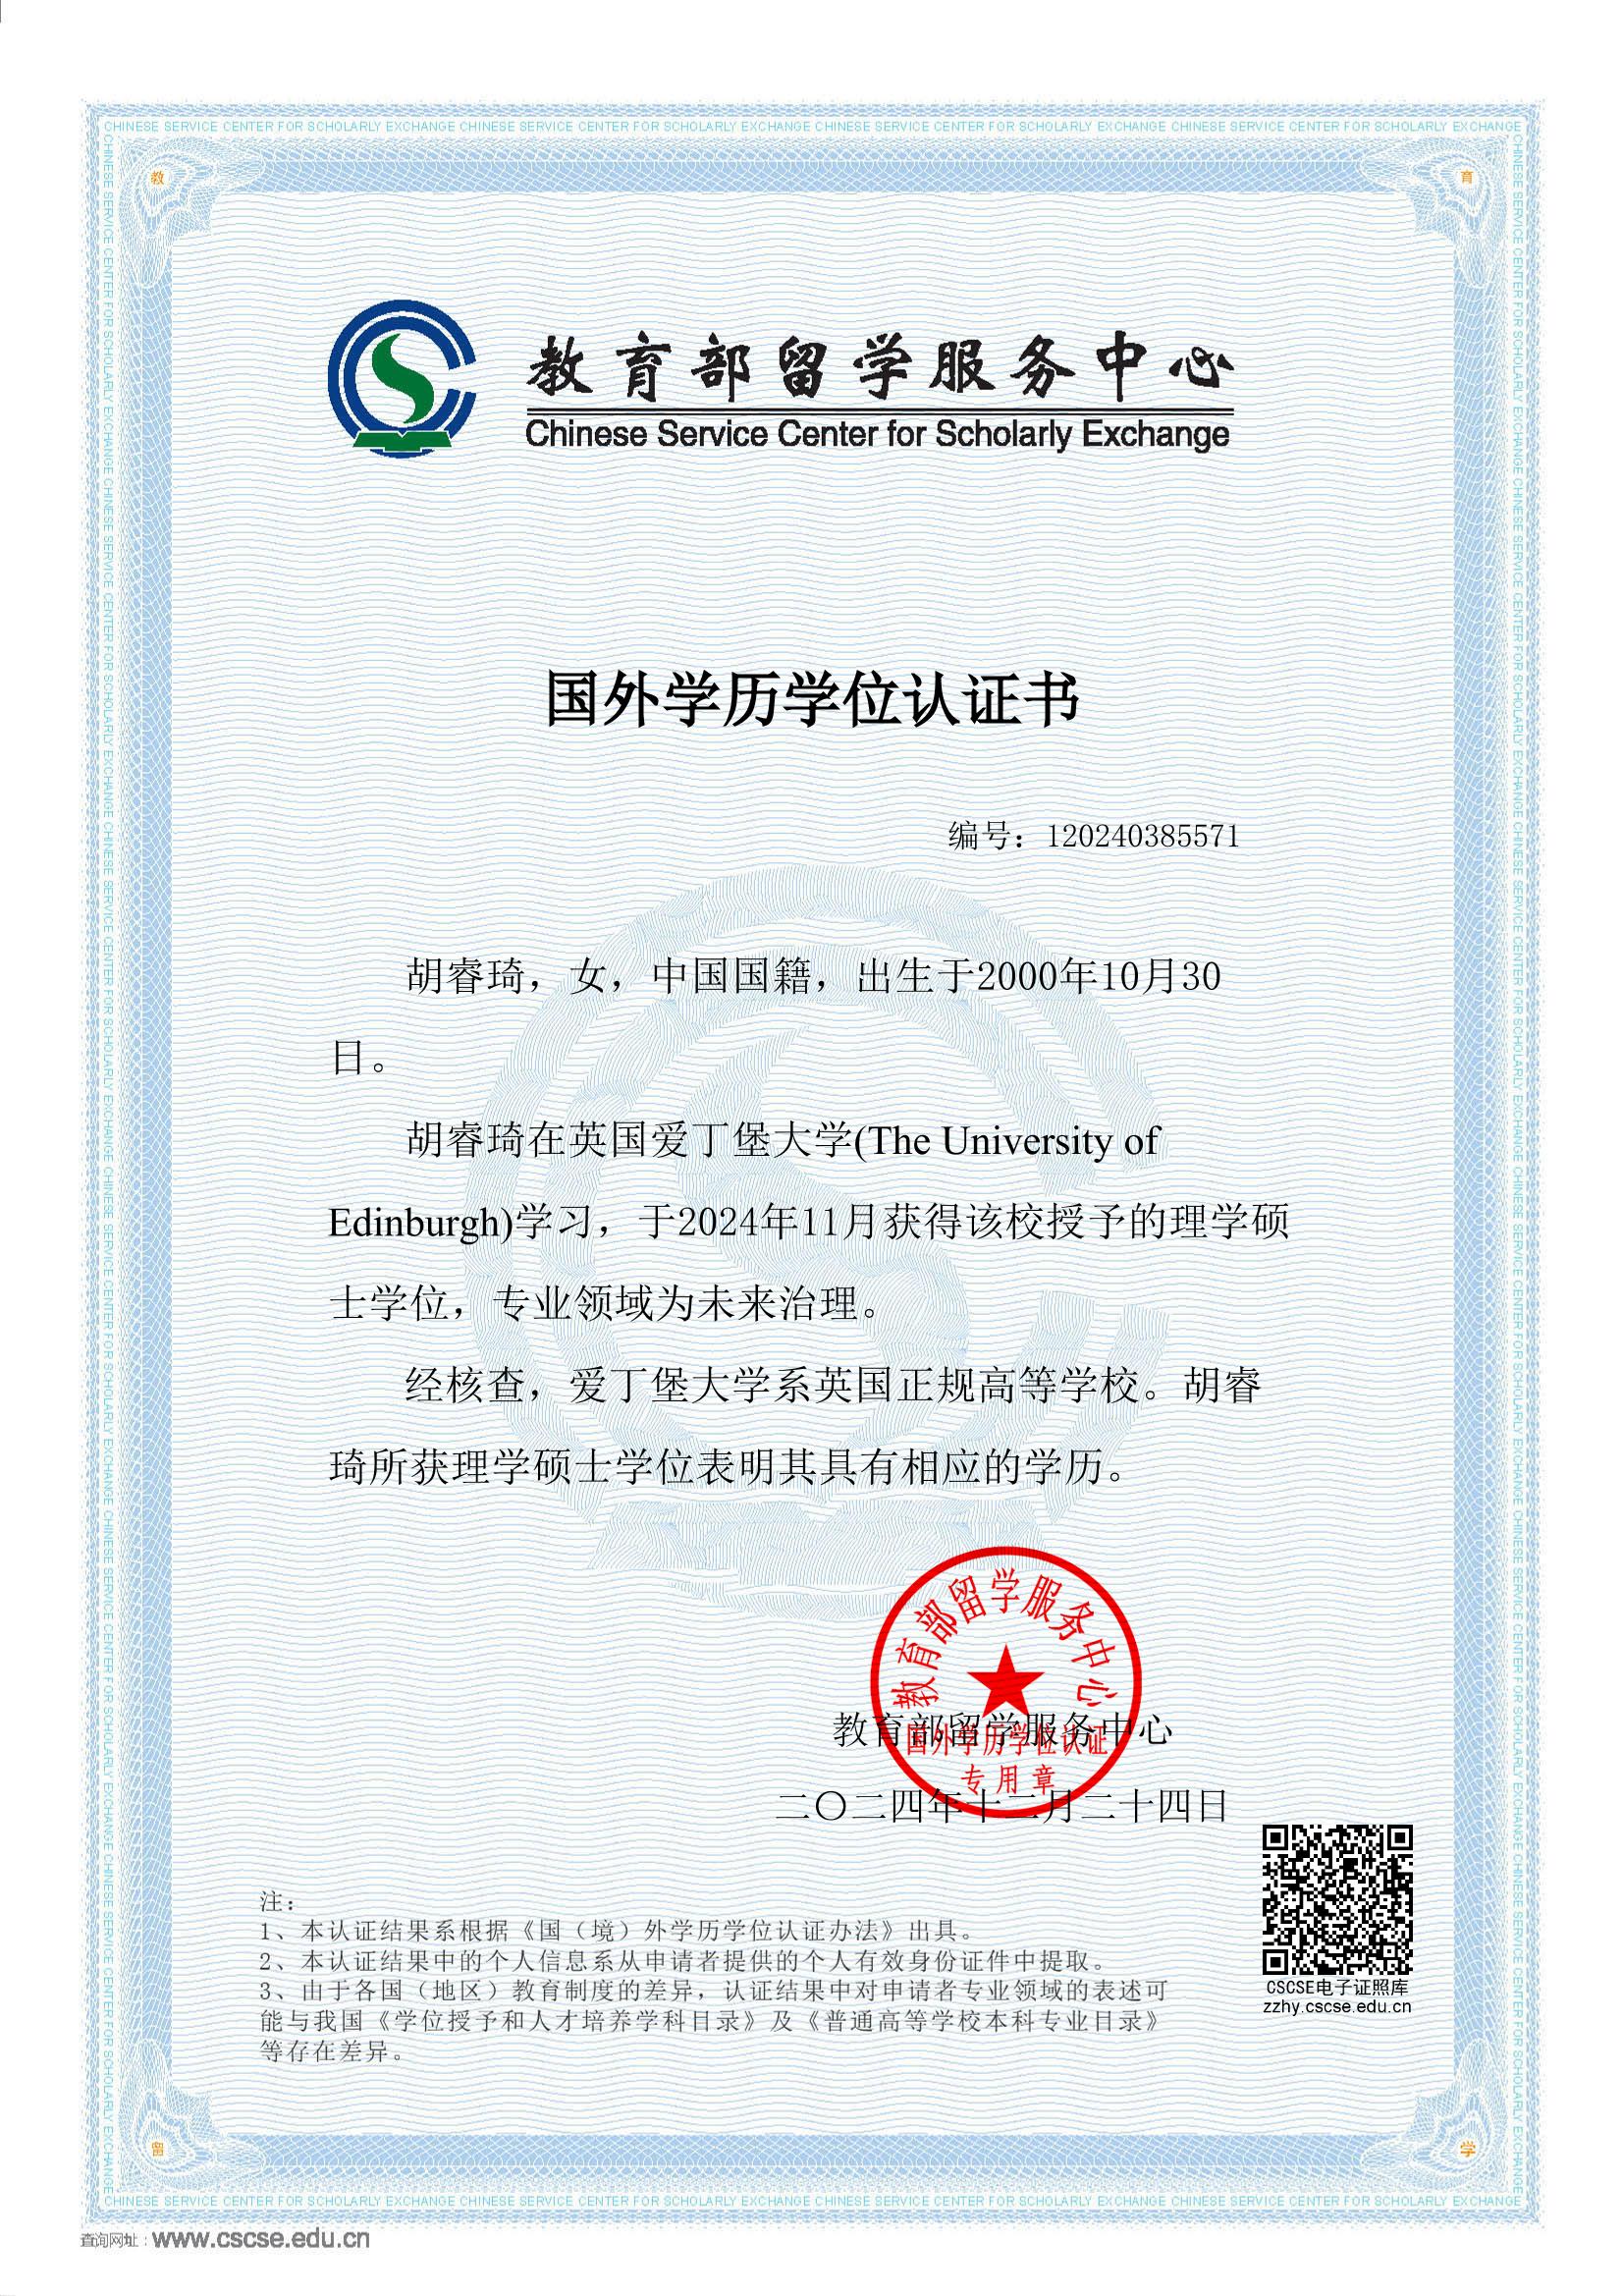 CHINESE SERVICE CENTER FOR SCHOLARLY EXCHANGE CHINESE SERVICE CENTER FOR SCHOLARLY EXCHANGE CHINESE SERVICE CENTER FOR SCHOLARLY EXCHANGE CHINESE SERVICE CENTER FOR SCHOLARLY EXCHANGE
教
育
教育部留学服务中心
Chinese Service Center for Scholarly Exchange
国外学历学位认证书
编号：120240385571
胡睿琦，女，中国国籍，出生于2000年10月30
日。
胡睿琦在英国爱丁堡大学(The University of
Edinburgh)学习，于2024年11月获得该校授予的理学硕
士学位，专业领域为未来治理。
经核查，爱丁堡大学系英国正规高等学校。胡睿
琦所获理学硕士学位表明其具有相应的学历。
教育部留学服务中心
国外学历学位认证
专用章
教育部留学服务中心
二〇二四年十二月二十四日
CSCSE电子证照库
zzhy.cscse.edu.cn
注：
1、本认证结果系根据《国（境）外学历学位认证办法》出具。
2、本认证结果中的个人信息系从申请者提供的个人有效身份证件中提取。
3、由于各国（地区）教育制度的差异，认证结果中对申请者专业领域的表述可
能与我国《学位授予和人才培养学科目录》及《普通高等学校本科专业目录》
等存在差异。
留
学
CHINESE SERVICE CENTER FOR SCHOLARLY EXCHANGE CHINESE SERVICE CENTER FOR SCHOLARLY EXCHANGE CHINESE SERVICE CENTER FOR SCHOLARLY EXCHANGE CHINESE SERVICE CENTER FOR SCHOLARLY EXCHANGE
查询网址：www.cscse.edu.cn